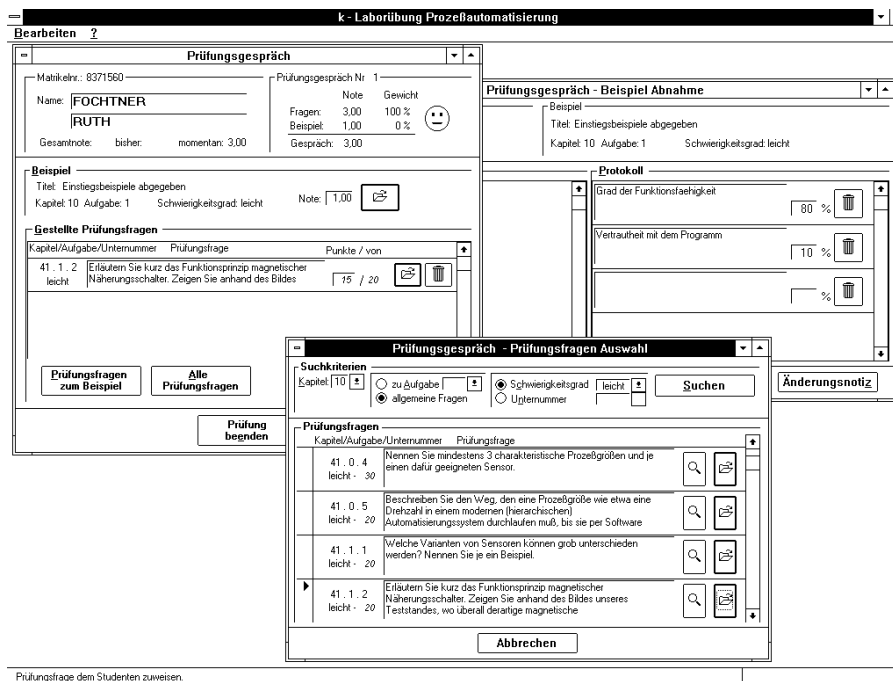 k - Laborübung Prozeßautomatisierung
Bearbeiten ?
Prüfungsgespräch
Matrikelnr.: 8371560
Name: FOCHTNER
RUTH
Gesamtnote: bisher: momentan: 3,00
Prüfungsgespräch Nr 1
Note Gewicht
Fragen: 3,00 100 %
Beispiel: 1,00 0 %
Gespräch: 3,00
Beispiel
Titel: Einstiegsbeispiele abgegeben
Kapitel: 10 Aufgabe: 1 Schwierigkeitsgrad: leicht
Note: 1,00
Gestellte Prüfungsfragen
Kapitel/Aufgabe/Unternummer Prüfungsfrage Punkte / von
41 . 1 . 2 Erläutern Sie kurz das Funktionsprinzip magnetischer
leicht Näherungsschalter. Zeigen Sie anhand des Bildes 15 / 20
Prüfungsfragen
zum Beispiel
Alle
Prüfungsfragen
Prüfung
beenden
Prüfungsgespräch - Beispiel Abnahme
Beispiel
Titel: Einstiegsbeispiele abgegeben
Kapitel: 10 Aufgabe: 1 Schwierigkeitsgrad: leicht
Protokoll
Grad der Funktionsfaehigkeit
80 %
Vertrautheit mit dem Programm
10 %
%
Änderungsnotiz
Prüfungsgespräch - Prüfungsfragen Auswahl
Suchkriterien
Kapitel: 10 zu Aufgabe Schwierigkeitsgrad leicht Suchen
allgemeine Fragen Unternummer
Prüfungsfragen
Kapitel/Aufgabe/Unternummer Prüfungsfrage
41 . 0 . 4 Nennen Sie mindestens 3 charakteristische Prozeßgrößen und je
leicht - 30 einen dafür geeigneten Sensor.
41 . 0 . 5 Beschreiben Sie den Weg, den eine Prozeßgröße wie etwa eine
Drehzahl in einem modernen (hierarchischen)
leicht - 20 Automatisierungssystem durchlaufen muß, bis sie per Software
41 . 1 . 1 Welche Varianten von Sensoren können grob unterschieden
leicht - 20 werden? Nennen Sie je ein Beispiel.
41 . 1 . 2 Erläutern Sie kurz das Funktionsprinzip magnetischer
Näherungsschalter. Zeigen Sie anhand des Bildes unseres
leicht - 20 Teststandes, wo überall derartige magnetische
Abbrechen
Prüfungsfrage dem Studenten zuweisen.